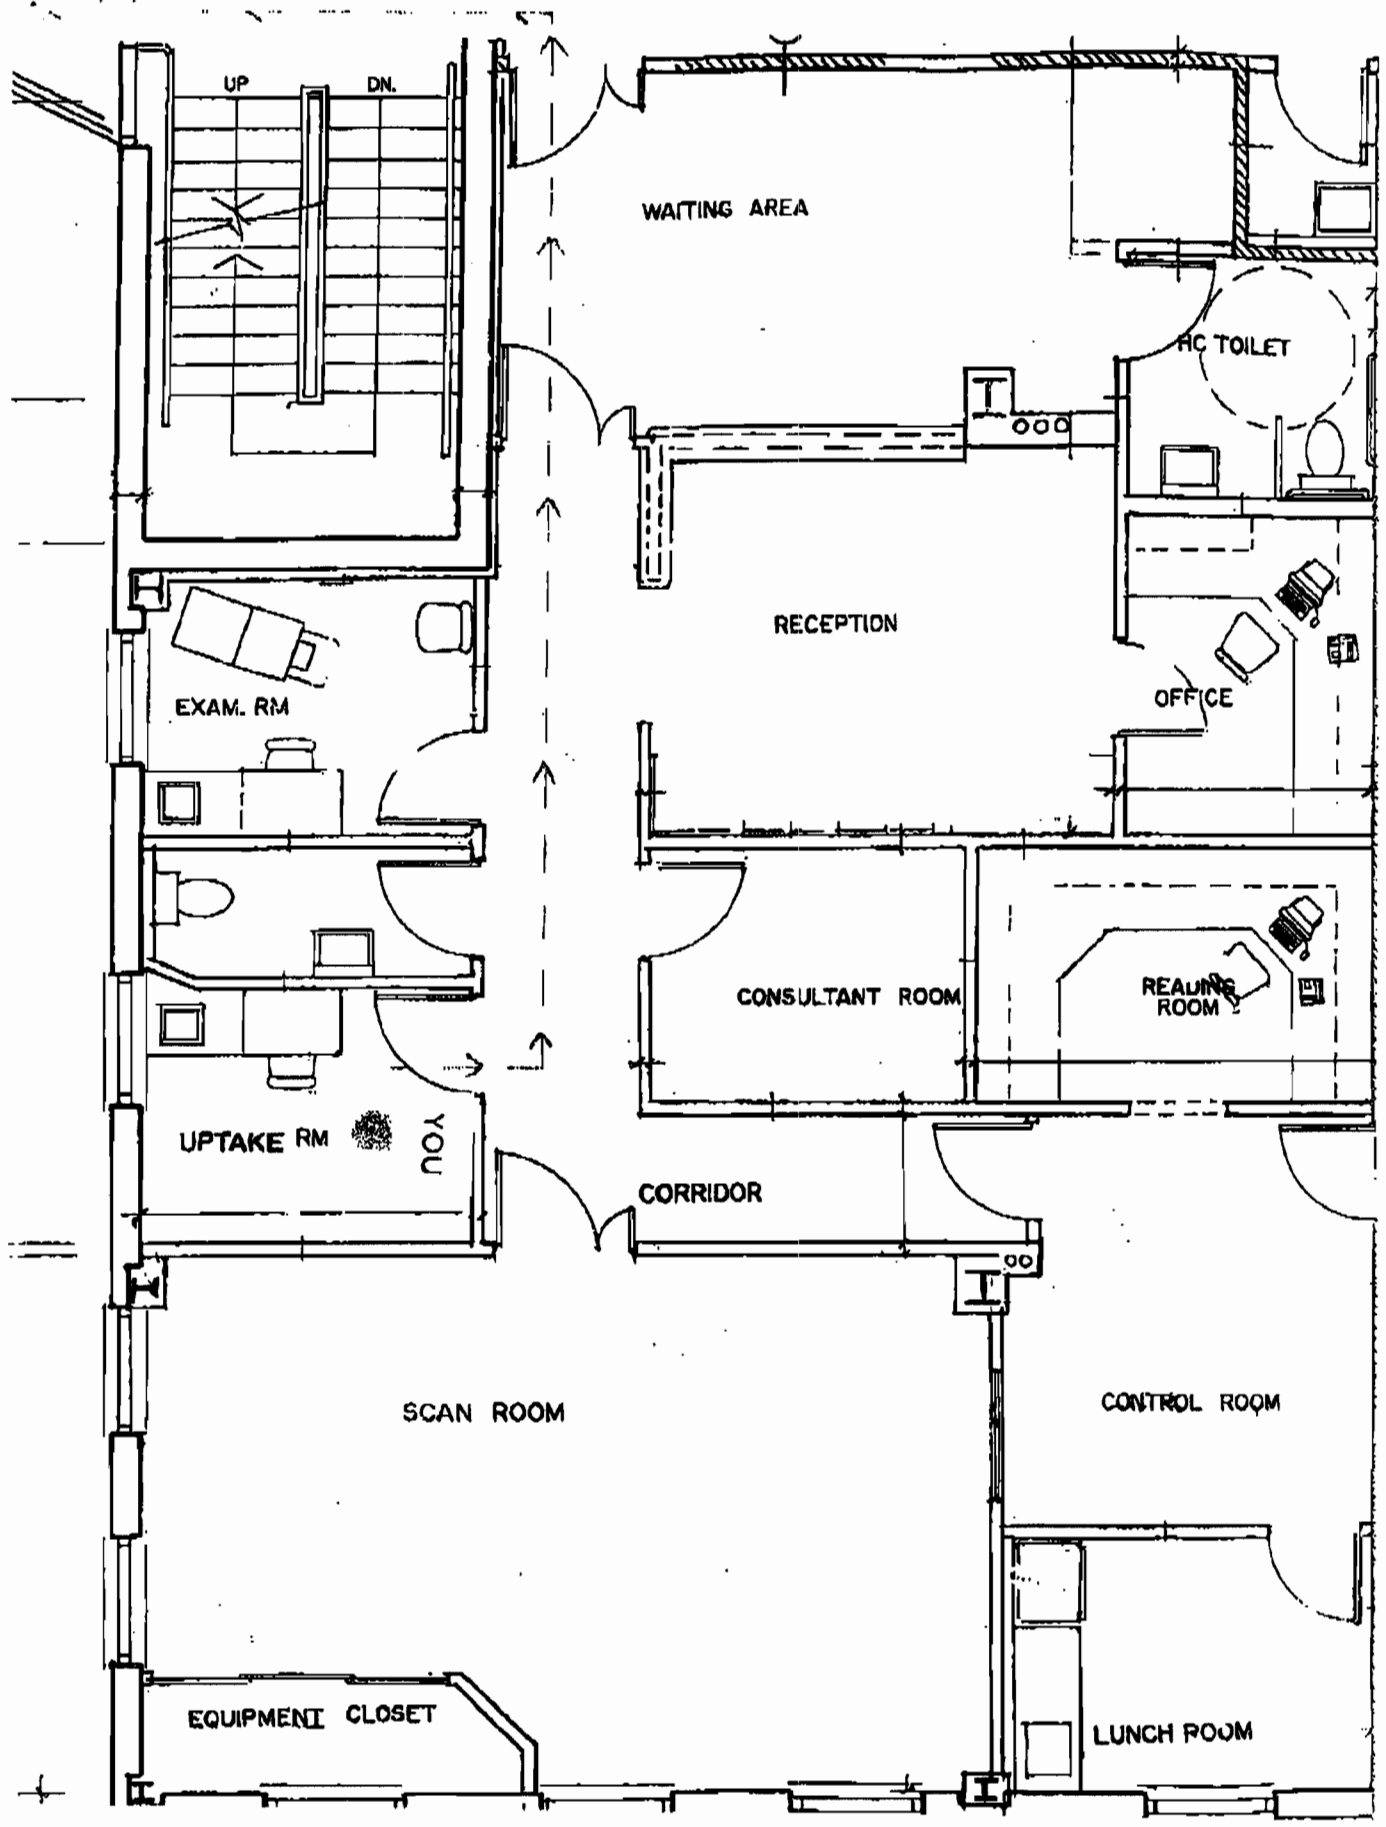 UP
DN.
WAITING AREA
HC TOILET
RECEPTION
EXAM. RM
OFFICE
CONSULTANT ROOM
READING
ROOM
UPTAKE RM
YOU
CORRIDOR
SCAN ROOM
CONTROL ROOM
EQUIPMENT CLOSET
LUNCH ROOM